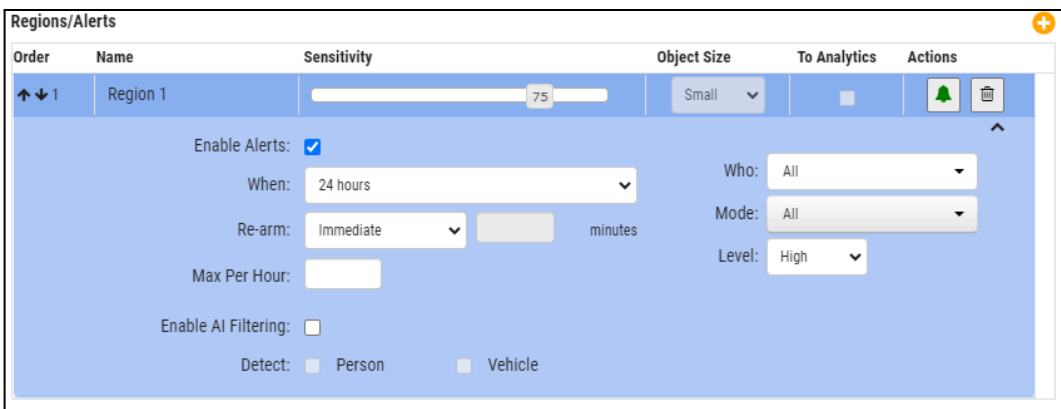 Regions/Alerts
Order Name Sensitivity Object Size To Analytics Actions
1 Region 1 75 Small
Enable Alerts:
When: 24 hours
Who: All
Re-arm: Immediate minutes
Mode: All
Level: High
Max Per Hour:
Enable AI Filtering:
Detect: Person Vehicle